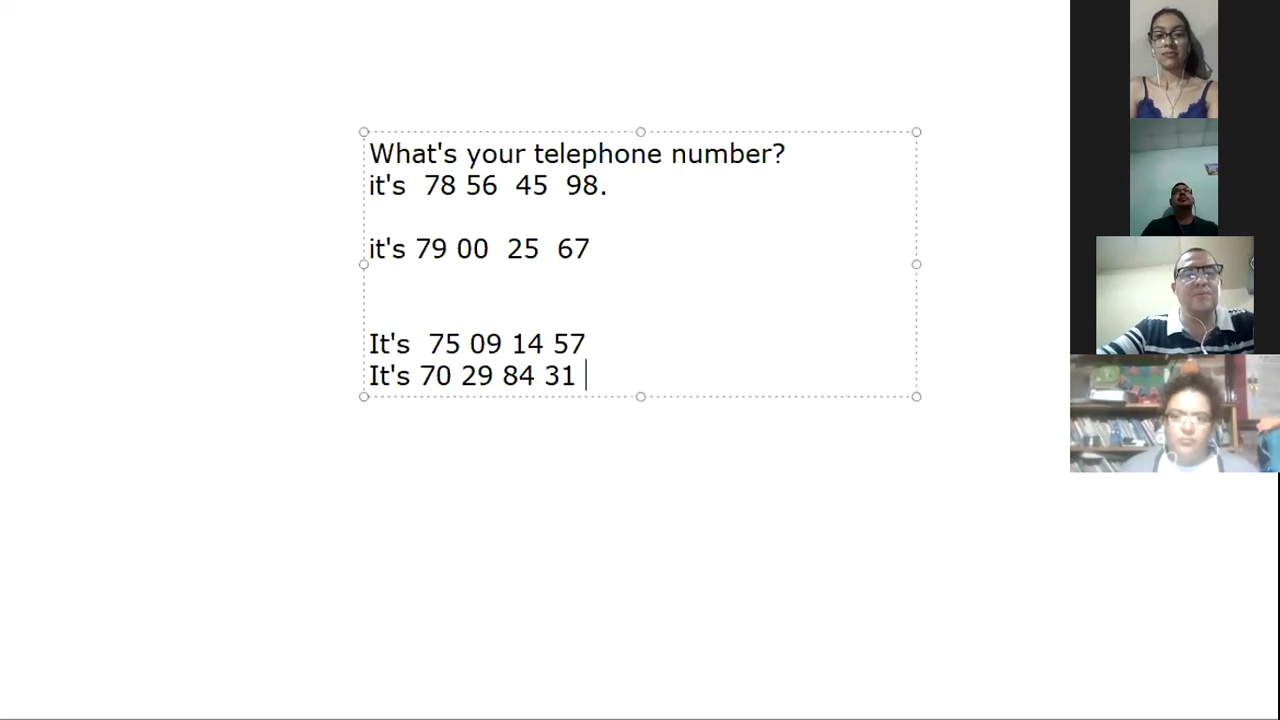 What's your telephone number?
it's  78 56  45  98.
it's 79 00  25  67
It's  75 09 14 57
It's 70 29 84 31